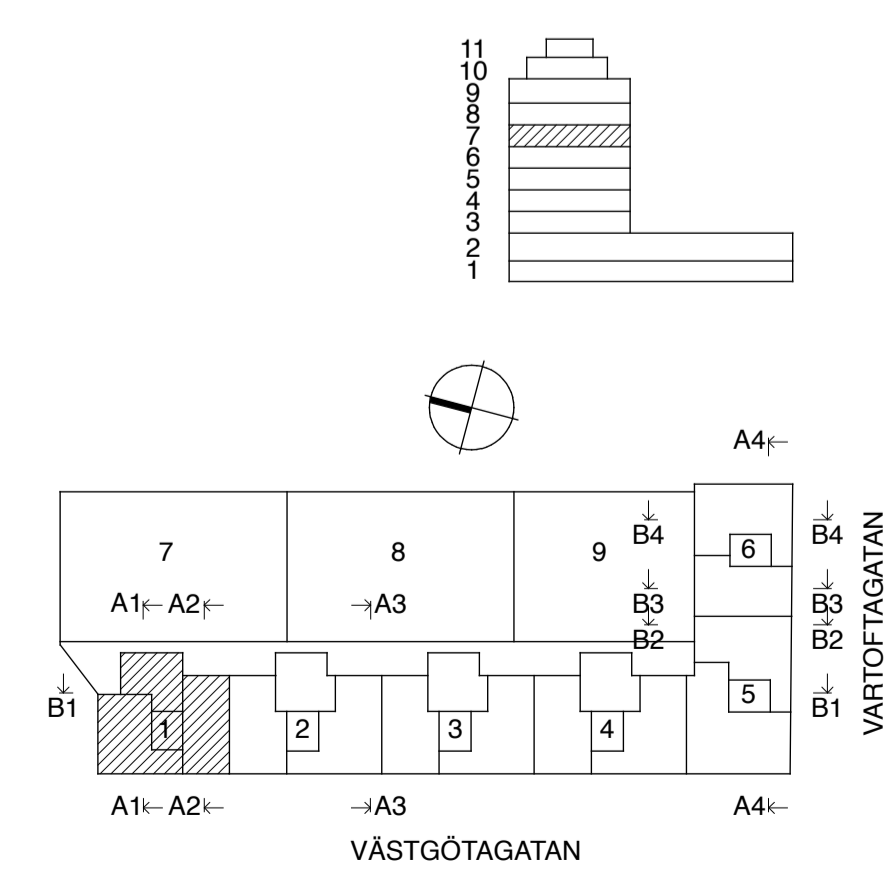 11
10
9
8
7
6
5
4
3
2
1
A4
7 8 9 B4 6 B4
A1 A2 A3 B3 B3
B2 B2
B1 5 B1
1 2 3 4
A1 A2 A3 A4
VÄSTGÖTAGATAN
VARTOFTAGATAN